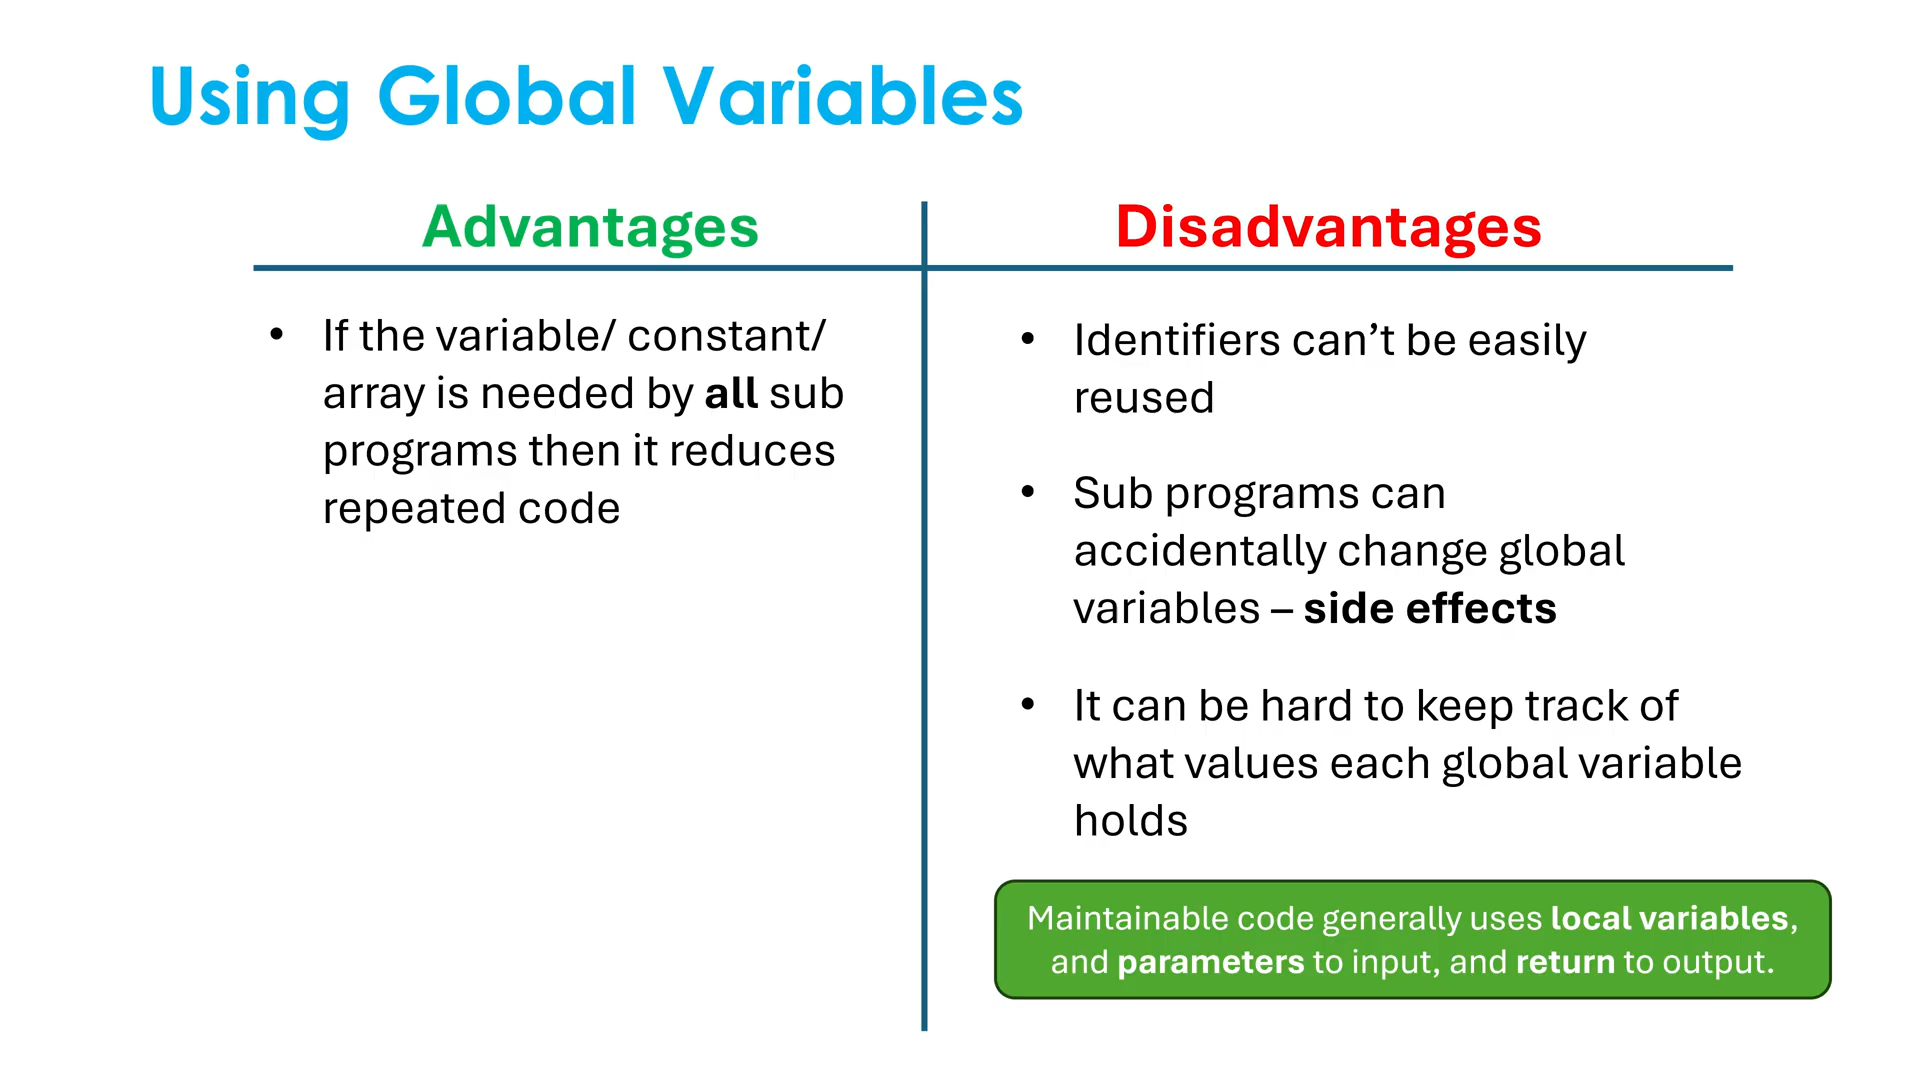 Using Global Variables
Advantages
• If the variable/ constant/
array is needed by all sub
programs then it reduces
repeated code
Disadvantages
• Identifiers can’t be easily
reused
• Sub programs can
accidentally change global
variables – side effects
• It can be hard to keep track of
what values each global variable
holds
Maintainable code generally uses local variables,
and parameters to input, and return to output.